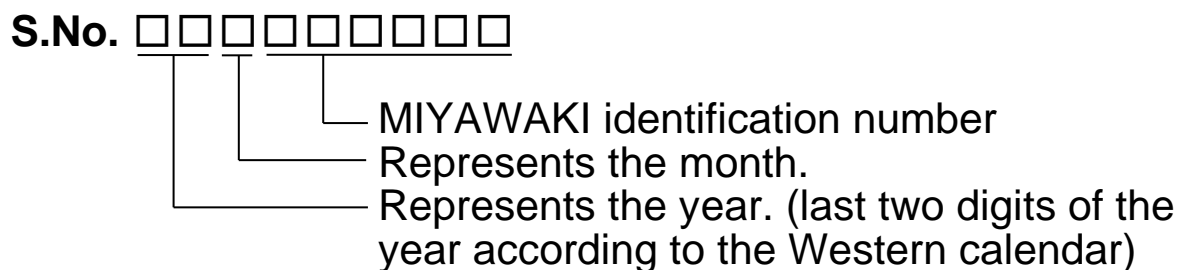 S.No. □□□□□□□□□
MIYAWAKI identification number
Represents the month.
Represents the year. (last two digits of the
year according to the Western calendar)